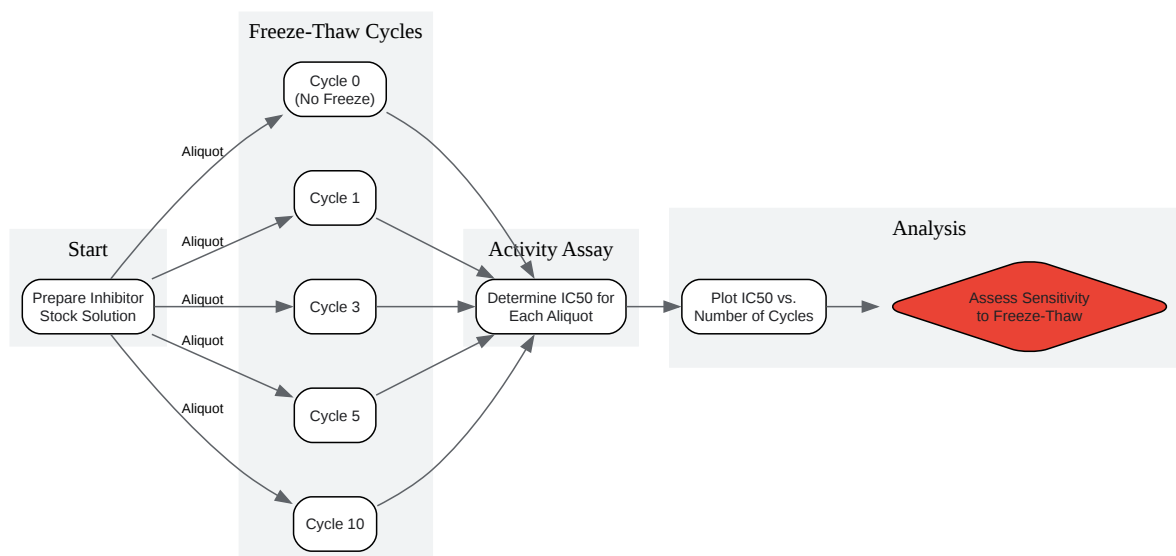 Freeze-Thaw Cycles
Cycle 0
(No Freeze)
Aliquot
Cycle 1
Aliquot
Start
Prepare Inhibitor
Stock Solution
Aliquot
Cycle 3
Aliquot
Cycle 5
Aliquot
Cycle 10
Activity Assay
Determine IC50 for
Each Aliquot
Analysis
Plot IC50 vs.
Number of Cycles
Assess Sensitivity
to Freeze-Thaw